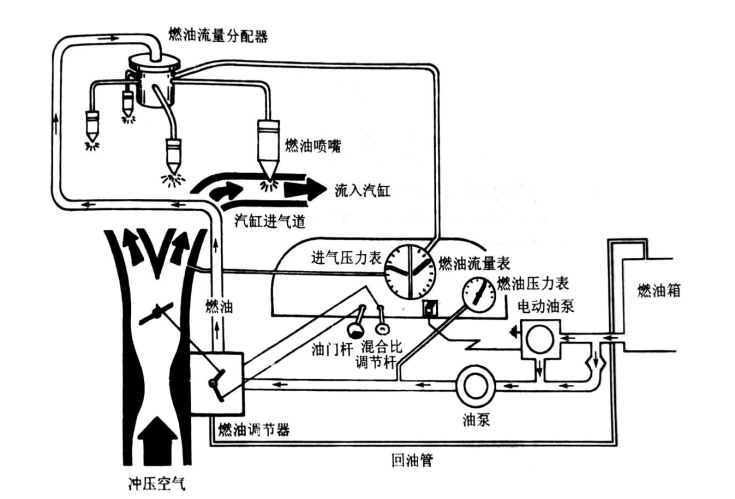 燃油流量分配器
燃油喷嘴
流入汽缸
汽缸进气道
进气压力表
燃油流量表
燃油压力表
燃油箱
燃油
电动油泵
油门杆
混合比
调节杆
油泵
燃油调节器
回油管
冲压空气